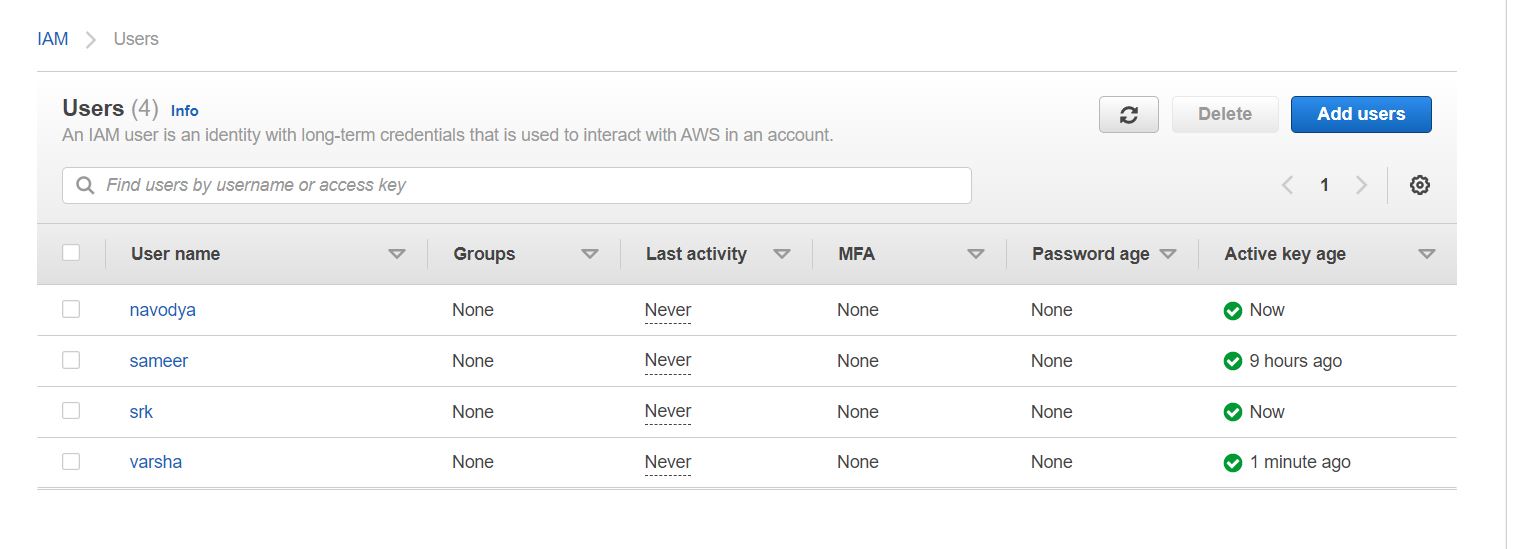 IAM > Users
Users (4) Info
An IAM user is an identity with long-term credentials that is used to interact with AWS in an account.
Delete
Add users
Find users by username or access key
1
User name Groups Last activity MFA Password age Active key age
navodya None Never None None Now
sameer None Never None None 9 hours ago
srk None Never None None Now
varsha None Never None None 1 minute ago